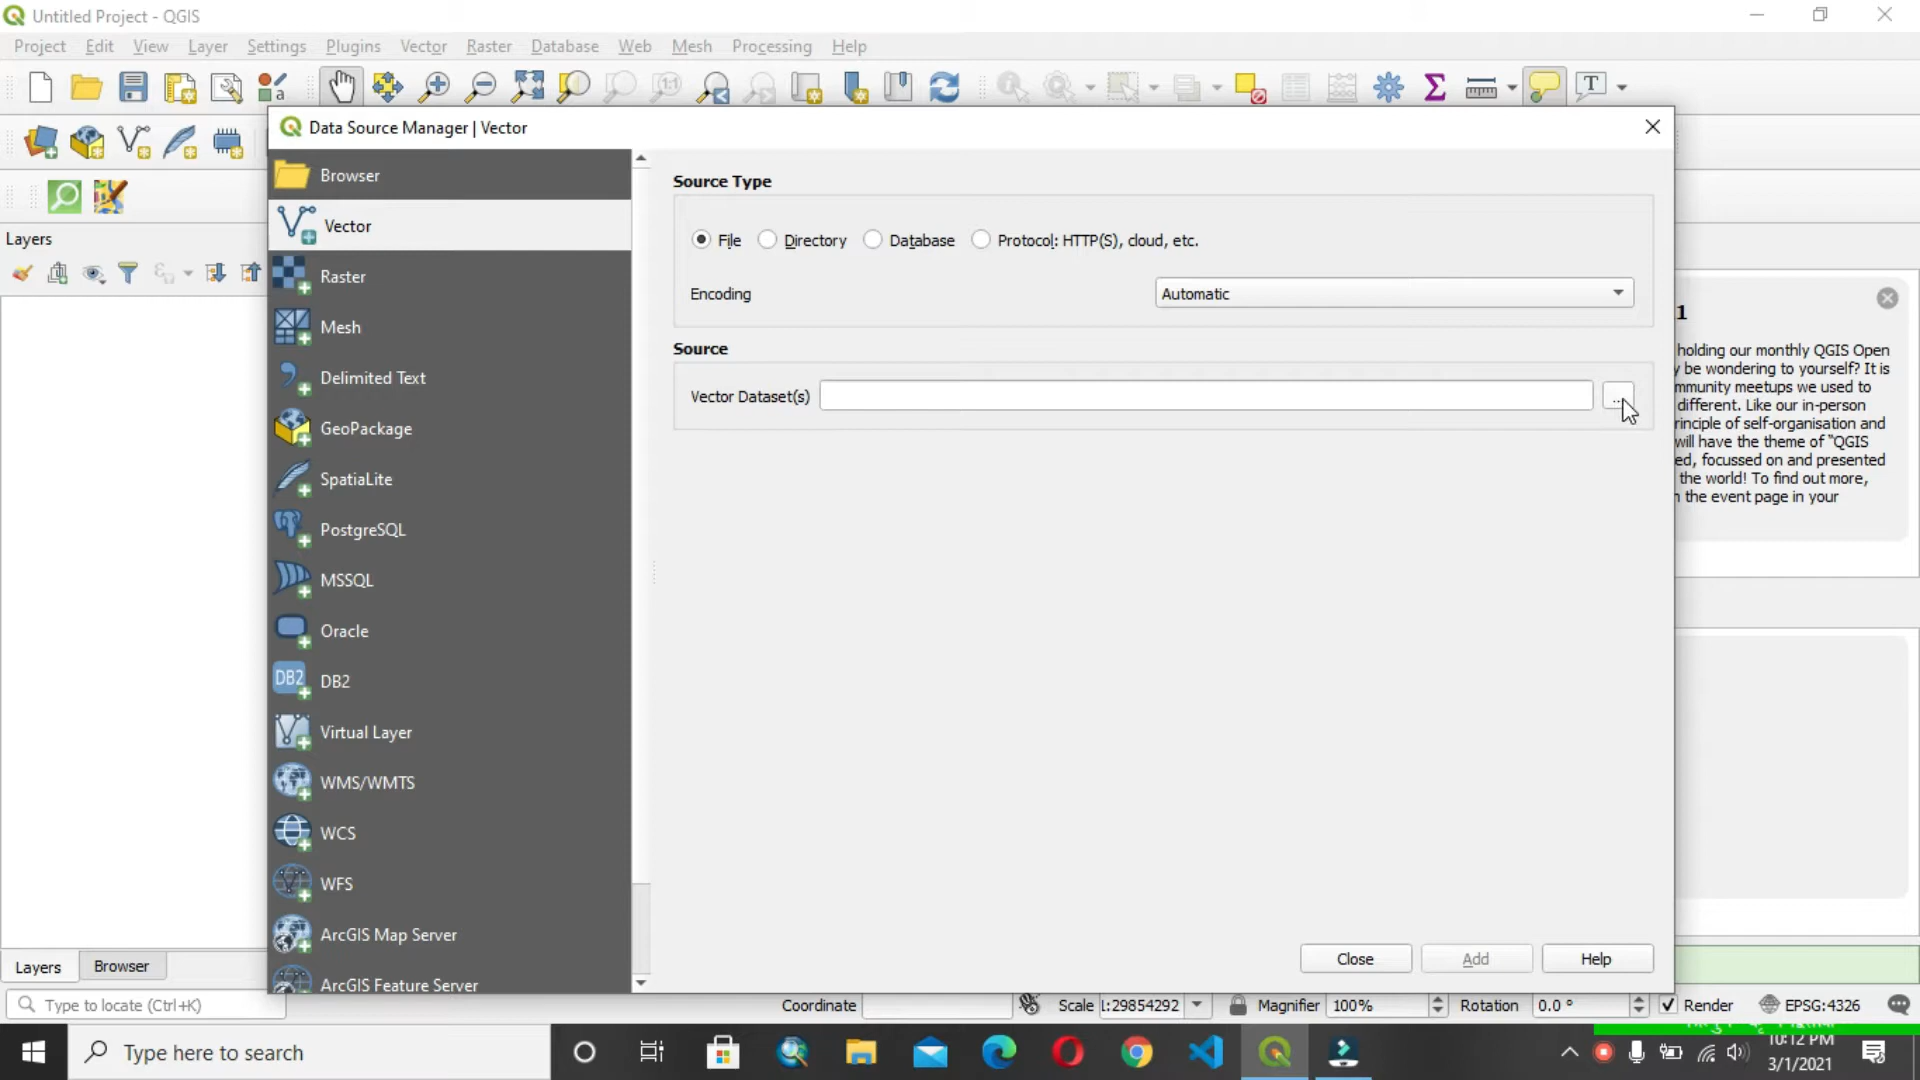 Untitled Project - QGIS
Project Edit View Layer Settings Plugins Vector Raster Database Web Mesh Processing Help
Data Source Manager | Vector
Browser
Vector
Raster
Mesh
Delimited Text
GeoPackage
SpatiaLite
PostgreSQL
MSSQL
Oracle
DB2
DB2
Virtual Layer
WMS/WMTS
WCS
WFS
ArcGIS Map Server
ArcGIS Feature Server
Source Type
File Directory Database Protocol: HTTP(S), cloud, etc.
Encoding Automatic
Source
Vector Dataset(s)
Close Add Help
Layers
1
holding our monthly QGIS Open
be wondering to yourself? It is
mmunity meetups we used to
different. Like our in-person
rinciple of self-organisation and
will have the theme of "QGIS
ed, focussed on and presented
the world! To find out more,
the event page in your
Layers Browser
Type to locate (Ctrl+K) Coordinate Scale 1:29854292 Magnifier 100% Rotation 0.0 ° Render EPSG:4326
Type here to search
10:12 PM
3/1/2021